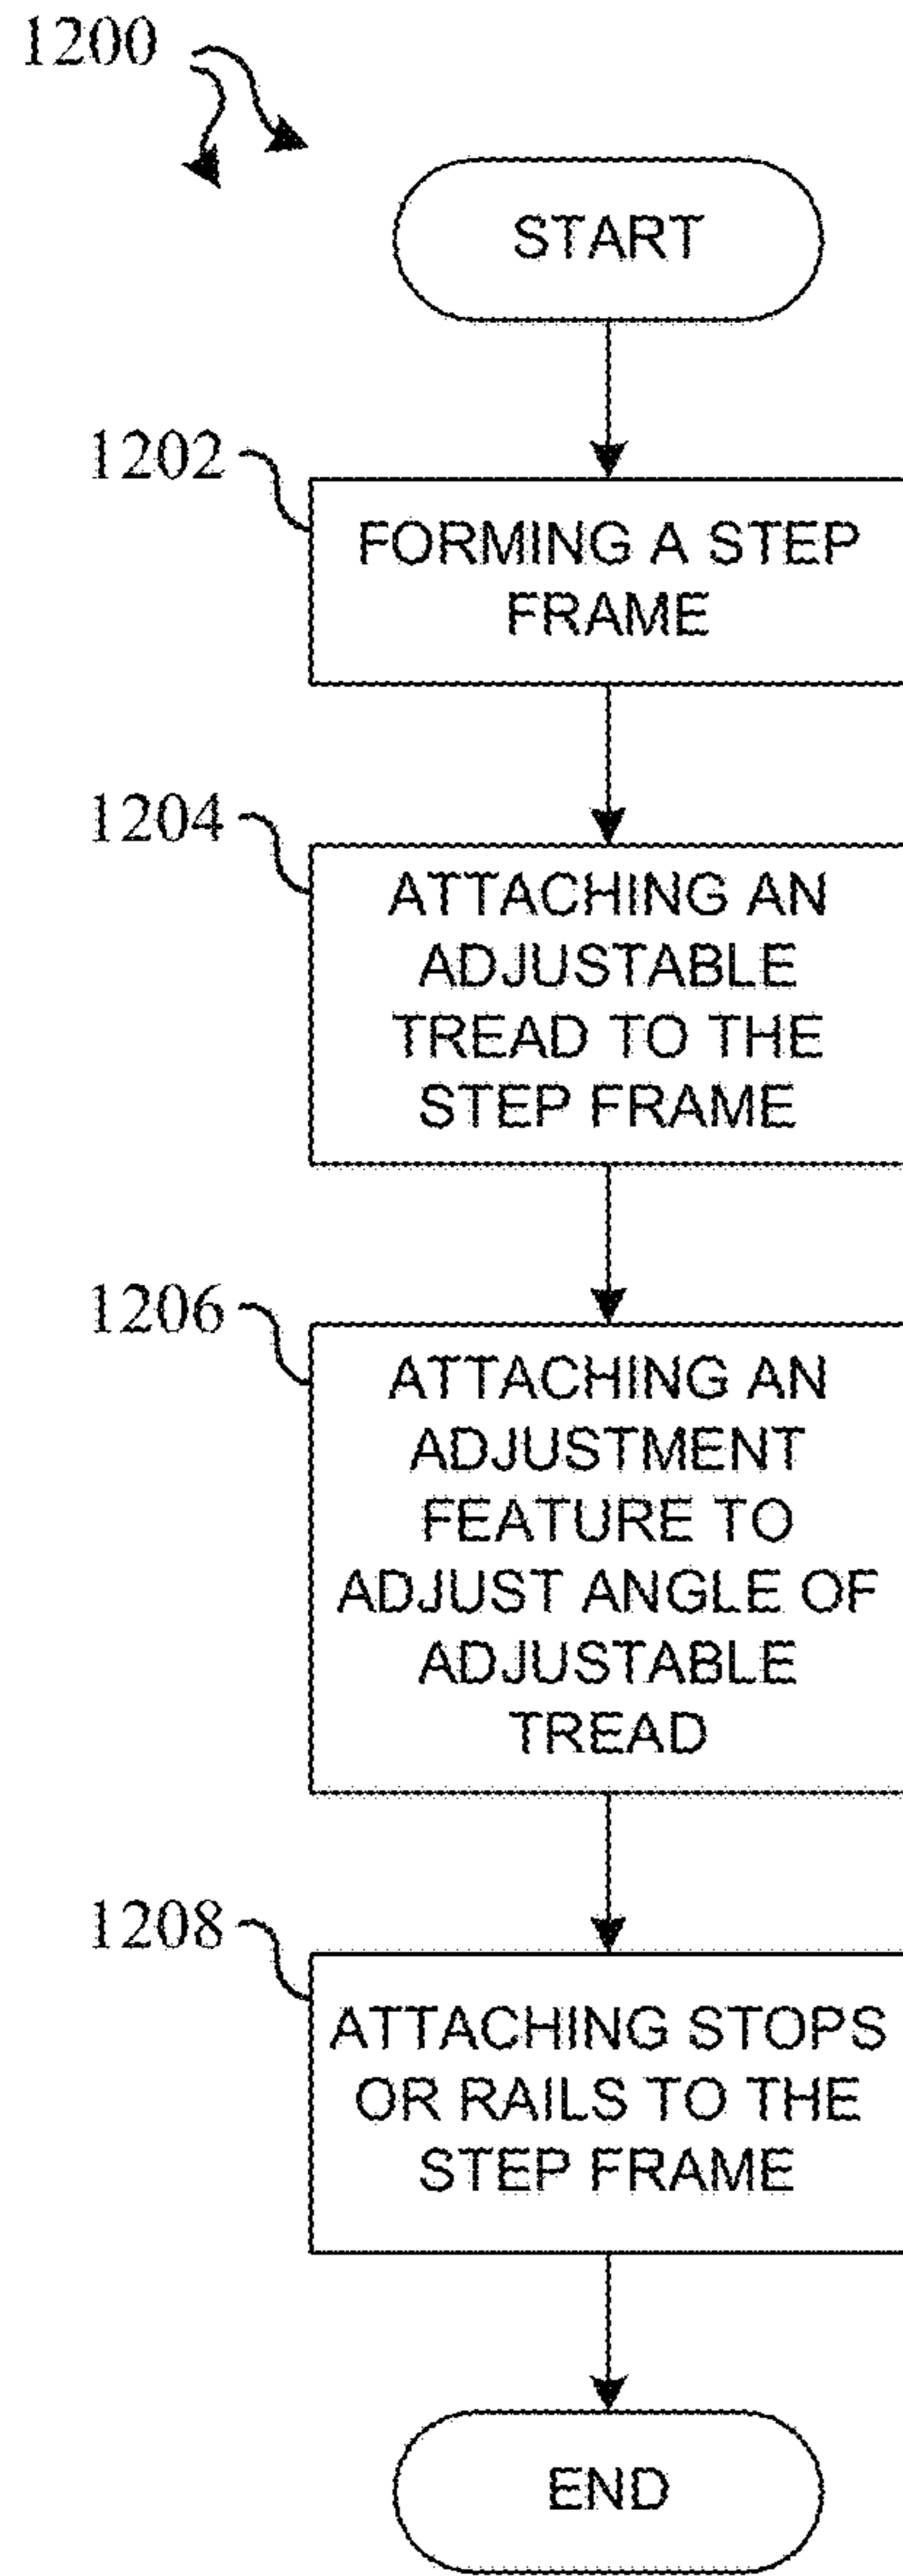 1200
START
1202
FORMING A STEP
FRAME
1204
ATTACHING AN
ADJUSTABLE
TREAD TO THE
STEP FRAME
1206
ATTACHING AN
ADJUSTMENT
FEATURE TO
ADJUST ANGLE OF
ADJUSTABLE
TREAD
1208
ATTACHING STOPS
OR RAILS TO THE
STEP FRAME
END